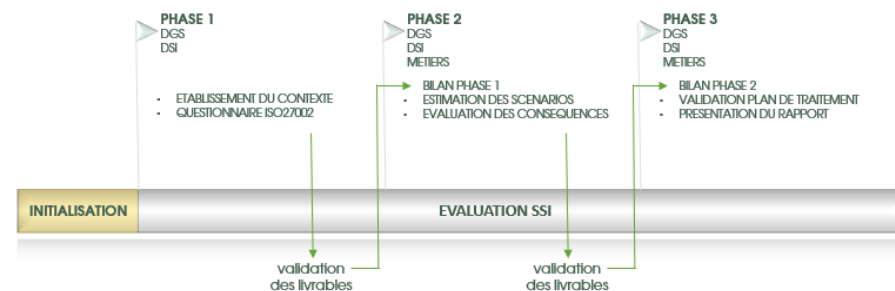 PHASE 1
DGS
DSI
ETABLISSEMENT DU CONTEXTE
QUESTIONNAIRE ISO27002
PHASE 2
DGS
DSI
METIERS
BILAN PHASE 1
ESTIMATION DES SCENARIOS
EVALUATION DES CONSEQUENCES
PHASE 3
DGS
DSI
METIERS
BILAN PHASE 2
VALIDATION PLAN DE TRAITEMENT
PRESENTATION DU RAPPORT
INITIALISATION
EVALUATION SSI
validation
des livrables
validation
des livrables